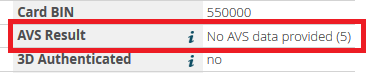 Card BIN 550000
AVS Result i No AVS data provided (5)
3D Authenticated i no